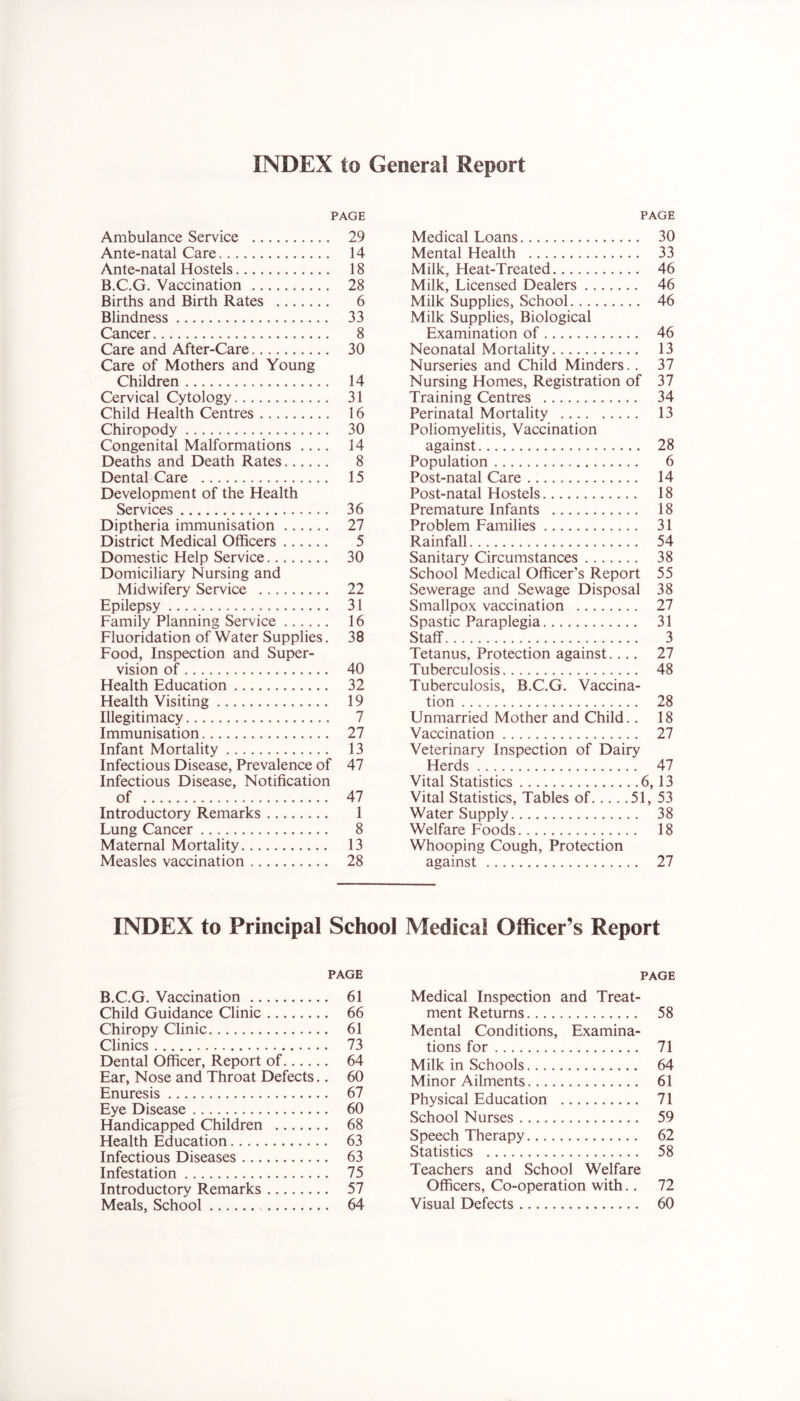 INDEX to General Report
PAGE
Ambulance Service .......... 29
Ante-natal Care.............. 14
Ante-natal Hostels............ 18
B.C.G. Vaccination .......... 28
Births and Birth Rates ....... 6
Blindness................... 33
Cancer...................... 8
Care and After-Care.......... 30
Care of Mothers and Young
Children.................. 14
Cervical Cytology............ 31
Child Health Centres......... 16
Chiropody.................. 30
Congenital Malformations .... 14
Deaths and Death Rates...... 8
Dental Care ................ 15
Development of the Health
Services................... 36
Diptheria immunisation ...... 27
District Medical Officers...... 5
Domestic Help Service........ 30
Domiciliary Nursing and
Midwifery Service ......... 22
Epilepsy.................... 31
Family Planning Service...... 16
Fluoridation of Water Supplies. 38
Food, Inspection and Super-
vision of.................. 40
Health Education............ 32
Health Visiting.............. 19
Illegitimacy.................. 7
Immunisation................ 27
Infant Mortality............. 13
Infectious Disease, Prevalence of 47
Infectious Disease, Notification
of ....................... 47
Introductory Remarks........ 1
Lung Cancer................ 8
Maternal Mortality........... 13
Measles vaccination.......... 28
PAGE
Medical Loans............... 30
Mental Health .............. 33
Milk, Heat-Treated........... 46
Milk, Licensed Dealers....... 46
Milk Supplies, School......... 46
Milk Supplies, Biological
Examination of............ 46
Neonatal Mortality........... 13
Nurseries and Child Minders.. 37
Nursing Homes, Registration of 37
Training Centres ............ 34
Perinatal Mortality .... ..... 13
Poliomyelitis, Vaccination
against.................... 28
Population.................. 6
Post-natal Care.............. 14
Post-natal Hostels............ 18
Premature Infants ........... 18
Problem Families............ 31
Rainfall..................... 54
Sanitary Circumstances....... 38
School Medical Officer's Report 55
Sewerage and Sewage Disposal 38
Smallpox vaccination ........ 27
Spastic Paraplegia............ 31
Staff........................ 3
Tetanus, Protection against.... 27
Tuberculosis................. 48
Tuberculosis, B.C.G. Vaccina-
tion...................... 28
Unmarried Mother and Child.. 18
Vaccination................. 27
Veterinary Inspection of Dairy
Herds.................... 47
Vital Statistics...............6, 13
Vital Statistics, Tables of.....51, 53
Water Supply................ 38
Welfare Foods............... 18
Whooping Cough, Protection
against................... 27
INDEX to Principal School Medical Officer's Report
PAGE
B.C.G. Vaccination .......... 61
Child Guidance Clinic........ 66
Chiropy Clinic............... 61
Clinics...................... 73
Dental Officer, Report of...... 64
Ear, Nose and Throat Defects.. 60
Enuresis.................... 67
Eye Disease................. 60
Handicapped Children ....... 68
Health Education............ 63
Infectious Diseases........... 63
Infestation.................. 75
Introductory Remarks........ 57
Meals, School............... 64
PAGE
Medical Inspection and Treat-
ment Returns.............. 58
Mental Conditions, Examina-
tions for.................. 71
Milk in Schools.............. 64
Minor Ailments.............. 61
Physical Education .......... 71
School Nurses............... 59
Speech Therapy.............. 62
Statistics ................... 58
Teachers and School Welfare
Officers, Co-operation with.. 72
Visual Defects............... 60